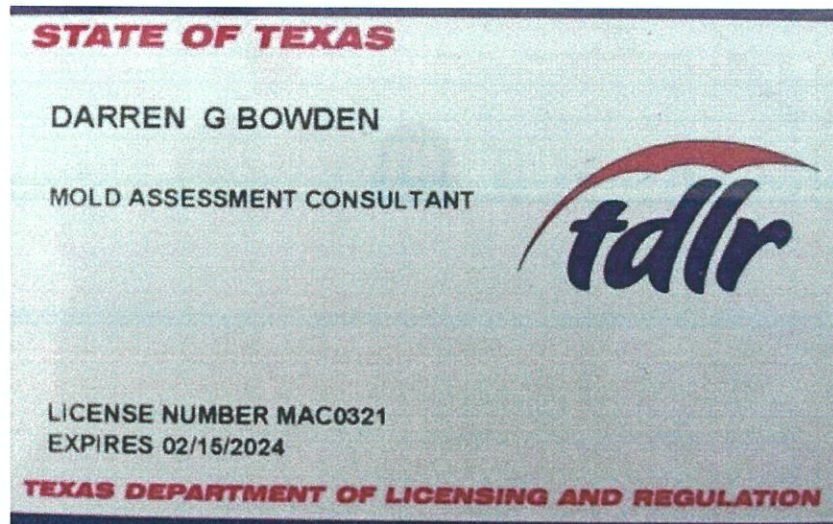 STATE OF TEXAS
DARREN G BOWDEN
MOLD ASSESSMENT CONSULTANT
tdlr
LICENSE NUMBER MAC0321
EXPIRES 02/15/2024
TEXAS DEPARTMENT OF LICENSING AND REGULATION